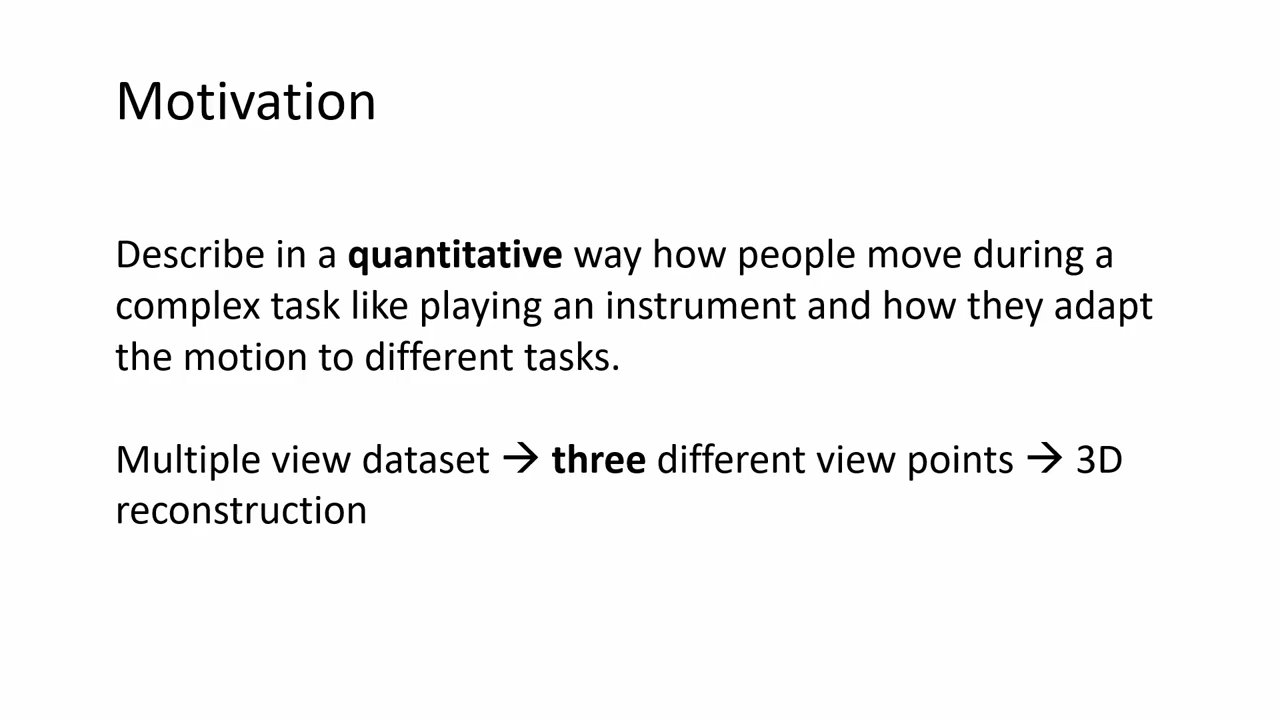 Motivation
Describe in a quantitative way how people move during a
complex task like playing an instrument and how they adapt
the motion to different tasks.
Multiple view dataset → three different view points → 3D
reconstruction